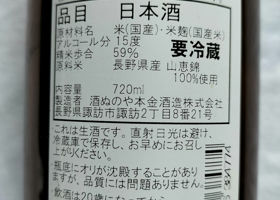 品目 日本酒
原材料名 米(国産)・米麹(国産米)
アルコール分 15度 要冷蔵
精米歩合 59%
原料米 長野県産 山恵錦
100%使用
内容量 720ml
製造者 酒ぬのや本金酒造株式会社
長野県諏訪市諏訪2丁目8番21号
これは生酒です。直射日光は避け、
冷蔵庫で保存し、お早めにお召し
上がりください。
瓶底にオリが沈殿することがあり
ますが、品質には問題ありません。
飲酒は20歳になってから。